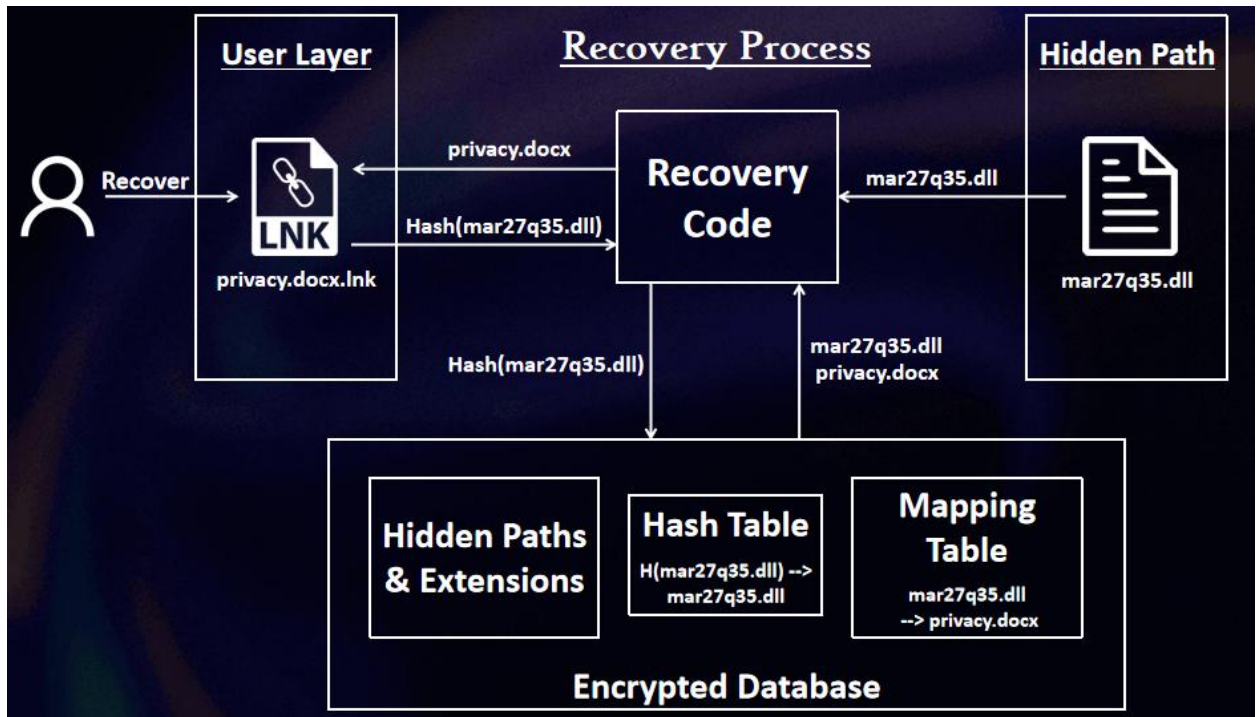 User Layer
Recovery Process
Hidden Path
Recover
LNK
privacy.docx.lnk
privacy.docx
Hash(mar27q35.dll)
Recovery
Code
mar27q35.dll
mar27q35.dll
Hash(mar27q35.dll)
mar27q35.dll
privacy.docx
Hidden Paths
& Extensions
Hash Table
H(mar27q35.dll) -->
mar27q35.dll
Mapping
Table
mar27q35.dll
--> privacy.docx
Encrypted Database